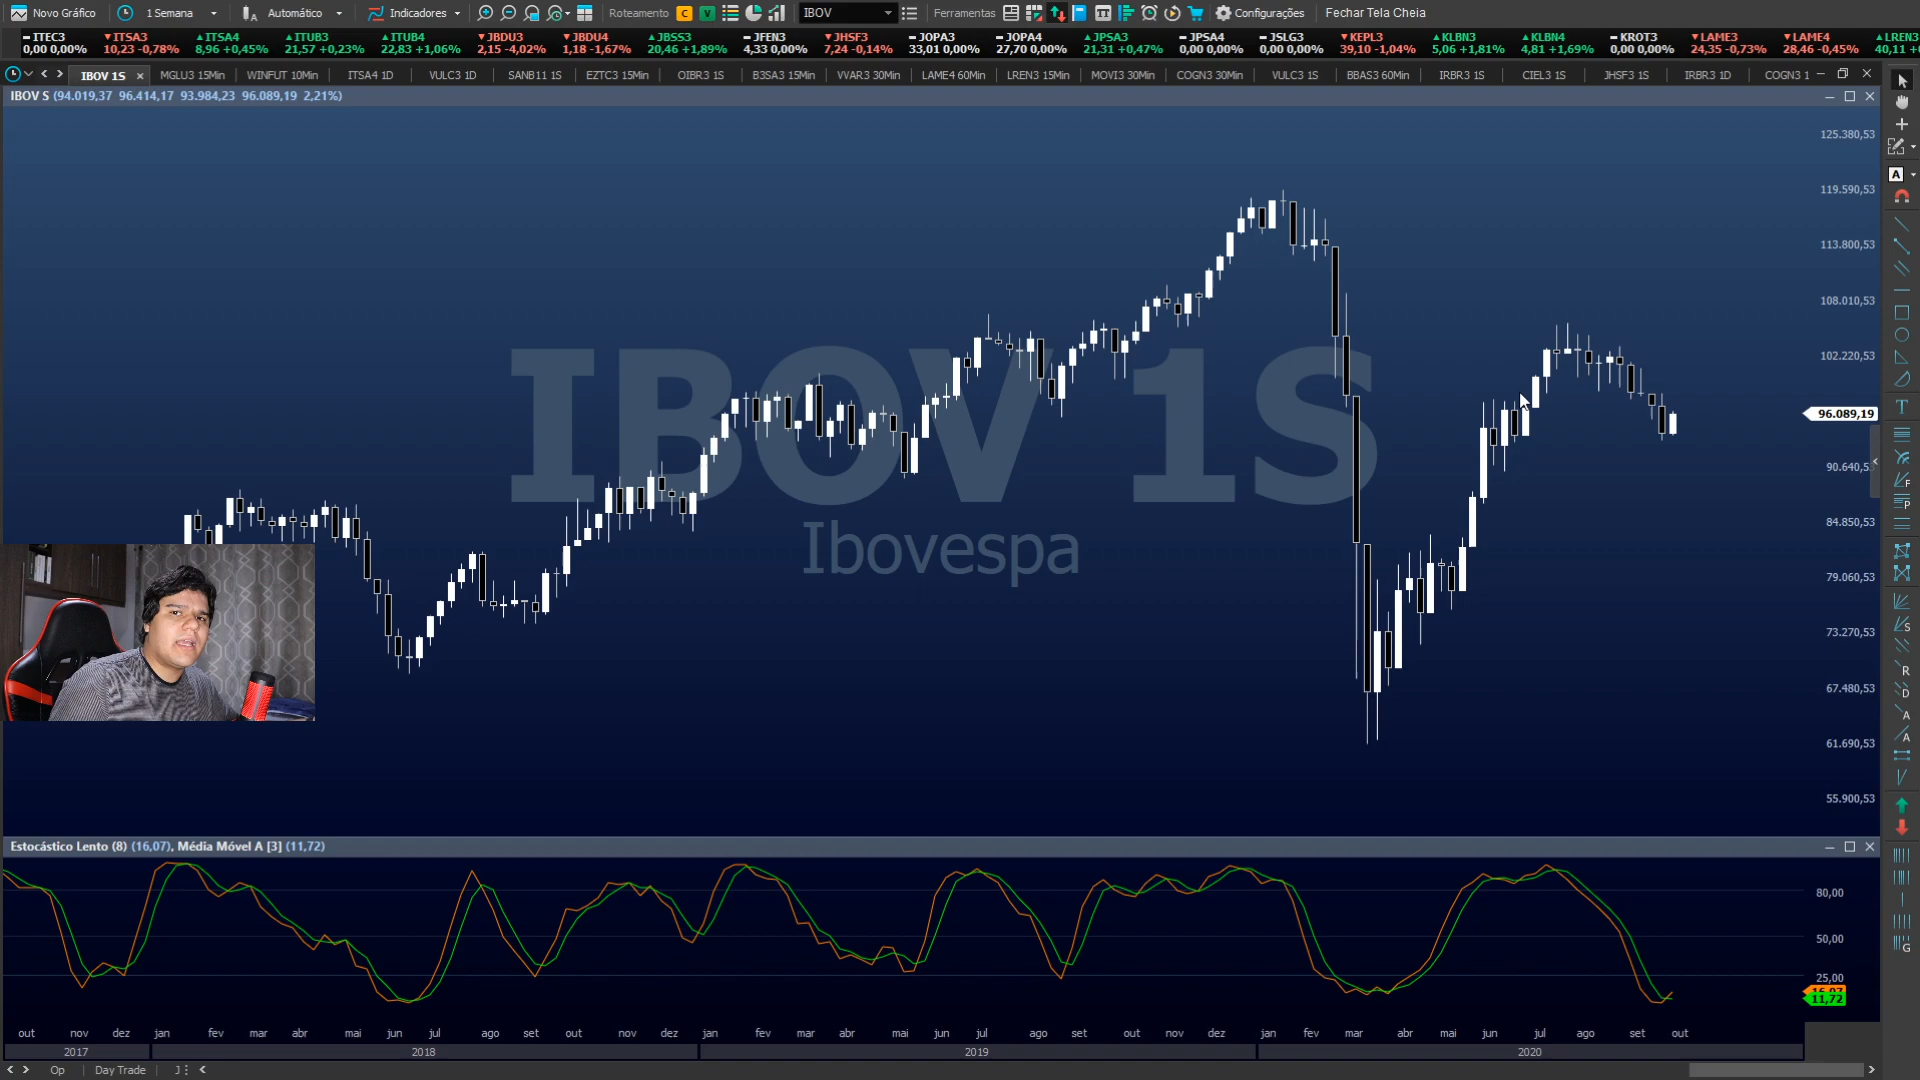 Novo Gráfico 1 Semana Automático Indicadores Roteamento C V IBOV Ferramentas Configurações Fechar Tela Cheia
ITEC3 ITSA3 ITSA4 ITUB3 ITUB4 JBDU3 JBDU4 JBSS3 JFEN3 JHSF3 JOPA3 JOPA4 JPSA3 JPSA4 JSLG3 KEPL3 KLBN3 KLBN4 KROT3 LAME3 LAME4 LREN3
0,00 0,00% 10,23 -0,78% 8,96 +0,45% 21,57 +0,23% 22,83 +1,06% 2,15 -4,02% 1,18 -1,67% 20,46 +1,89% 4,33 0,00% 7,24 -0,14% 33,01 0,00% 27,70 0,00% 21,31 +0,47% 0,00 0,00% 0,00 0,00% 39,10 -1,04% 5,06 +1,81% 4,81 +1,69% 0,00 0,00% 24,35 -0,73% 28,46 -0,45% 40,11 +0
IBOV 1S MGLU3 15Min WINFUT 10Min ITSA4 1D VULC3 1D SANB11 1S EZTC3 15Min OIBR3 1S B3SA3 15Min VVAR3 30Min LAME4 60Min LREN3 15Min MOVI3 30Min COGN3 30Min VULC3 1S BBAS3 60Min IRBR3 1S CIEL3 1S JHSF3 1S IRBR3 1D COGN3 1
IBOV S (94.019,37 96.414,17 93.984,23 96.089,19 2,21%)
125.380,53
119.590,53
113.800,53
108.010,53
102.220,53
96.089,19
90.640,5
84.850,53
79.060,53
73.270,53
67.480,53
61.690,53
55.900,53
IBOV 1S
Ibovespa
Estocástico Lento (8) (16,07), Média Móvel A [3] (11,72)
80,00
50,00
25,00
11,72
out nov dez jan fev mar abr mai jun jul ago set out nov dez jan fev mar abr mai jun jul ago set out nov dez jan fev mar abr mai jun jul ago set out
2017 2018 2019 2020
Op Day Trade J